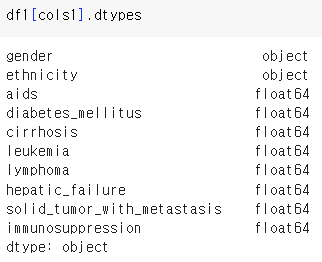 df1[cols1].dtypes
gender object
ethnicity object
aids float64
diabetes_mellitus float64
cirrhosis float64
leukemia float64
lymphoma float64
hepatic_failure float64
solid_tumor_with_metastasis float64
immunosuppression float64
dtype: object